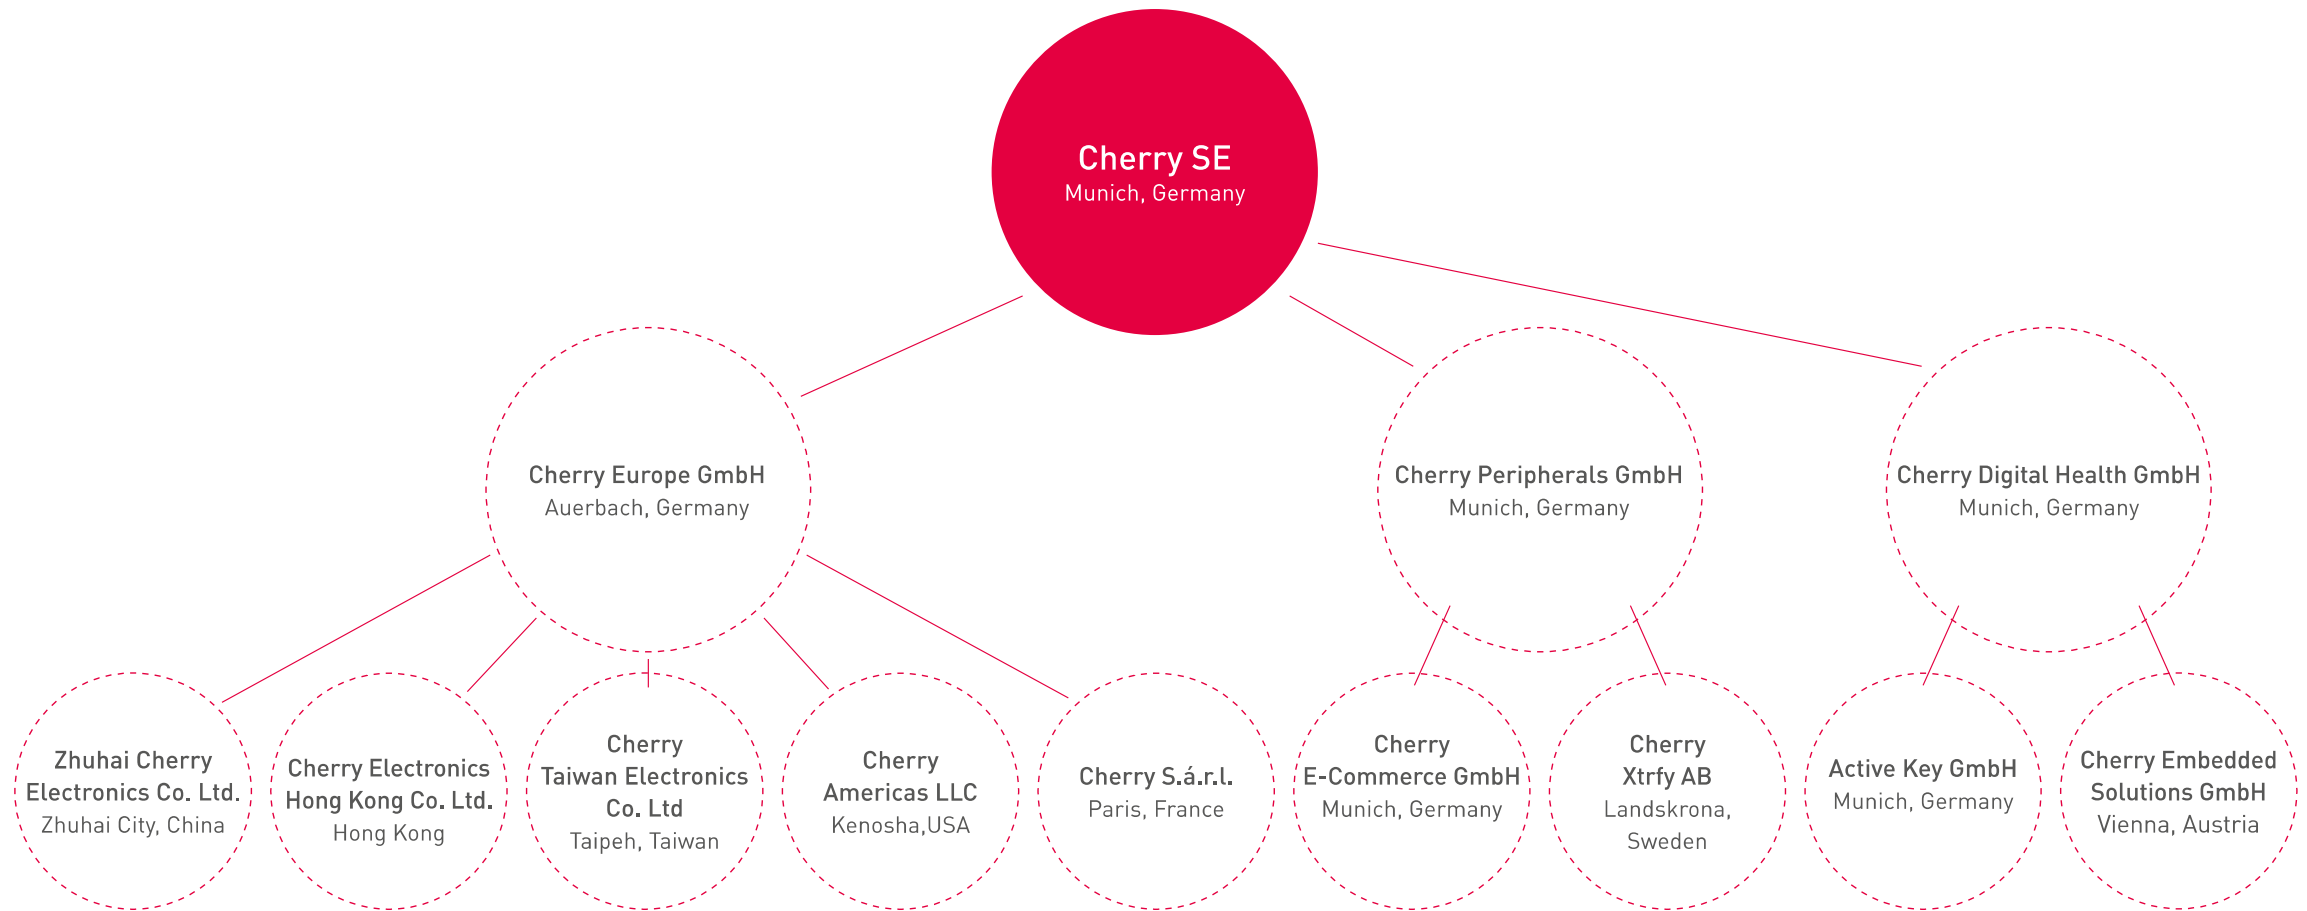 Cherry SE
Munich, Germany
Cherry Europe GmbH
Auerbach, Germany
Cherry Peripherals GmbH
Munich, Germany
Cherry Digital Health GmbH
Munich, Germany
Zhuhai Cherry
Electronics Co. Ltd.
Zhuhai City, China
Cherry Electronics
Hong Kong Co. Ltd.
Hong Kong
Cherry
Taiwan Electronics
Co. Ltd
Taipeh, Taiwan
Cherry
Americas LLC
Kenosha,USA
Cherry S.á.r.l.
Paris, France
Cherry
E-Commerce GmbH
Munich, Germany
Cherry
Xtrfy AB
Landskrona,
Sweden
Active Key GmbH
Munich, Germany
Cherry Embedded
Solutions GmbH
Vienna, Austria